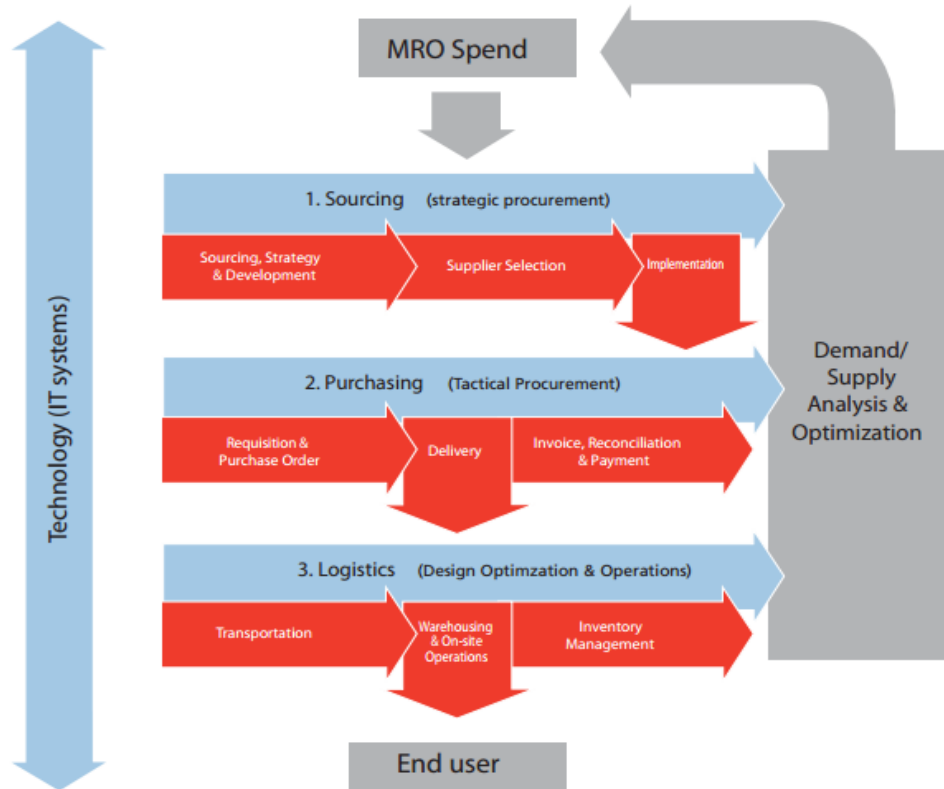 MRO Spend
1. Sourcing (strategic procurement)
Sourcing, Strategy
& Development
Supplier Selection
Implementation
2. Purchasing (Tactical Procurement)
Requisition &
Purchase Order
Delivery
Invoice, Reconciliation
& Payment
3. Logistics (Design Optimzation & Operations)
Transportation
Warehousing
& On-site
Operations
Inventory
Management
End user
Technology (IT systems)
Demand/
Supply
Analysis &
Optimization